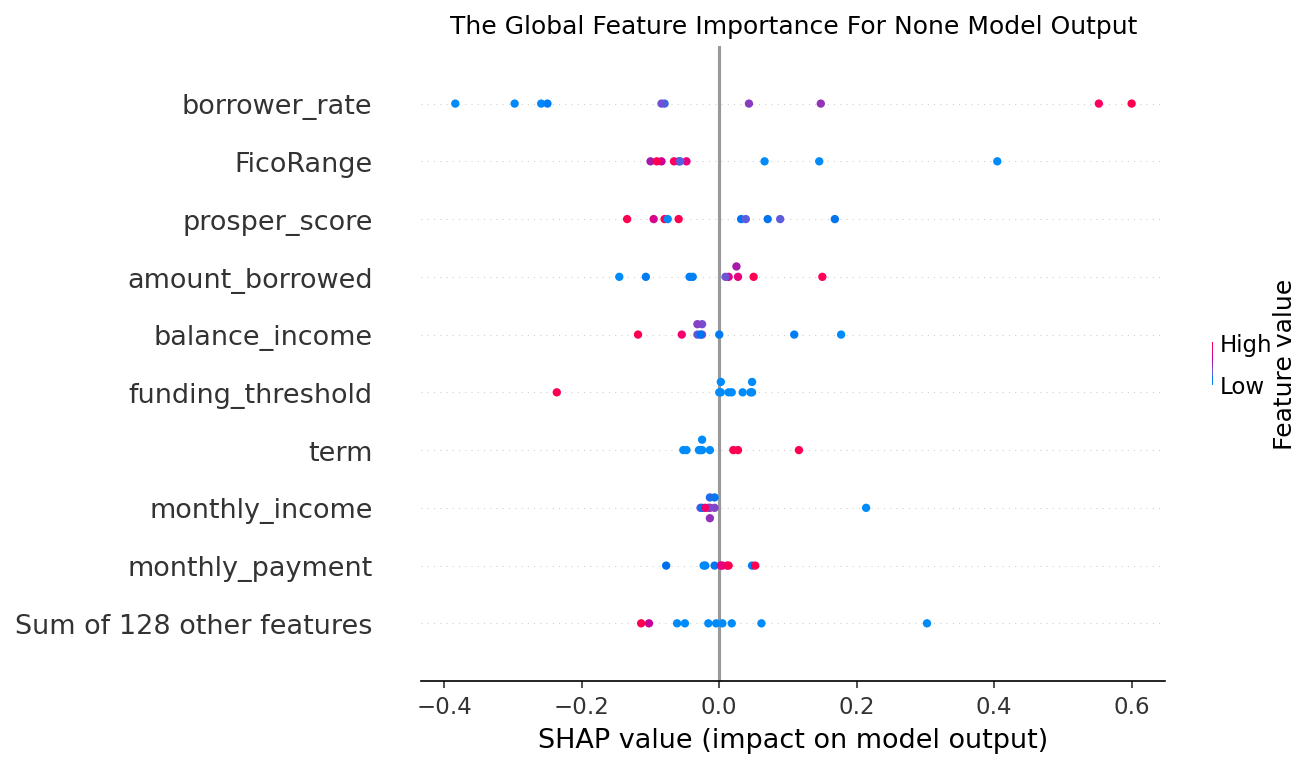 The Global Feature Importance For None Model Output
borrower_rate
FicoRange
prosper_score
amount_borrowed
balance_income
funding_threshold
term
monthly_income
monthly_payment
Sum of 128 other features
−0.4 −0.2 0.0 0.2 0.4 0.6
SHAP value (impact on model output)
High
Low
Feature value